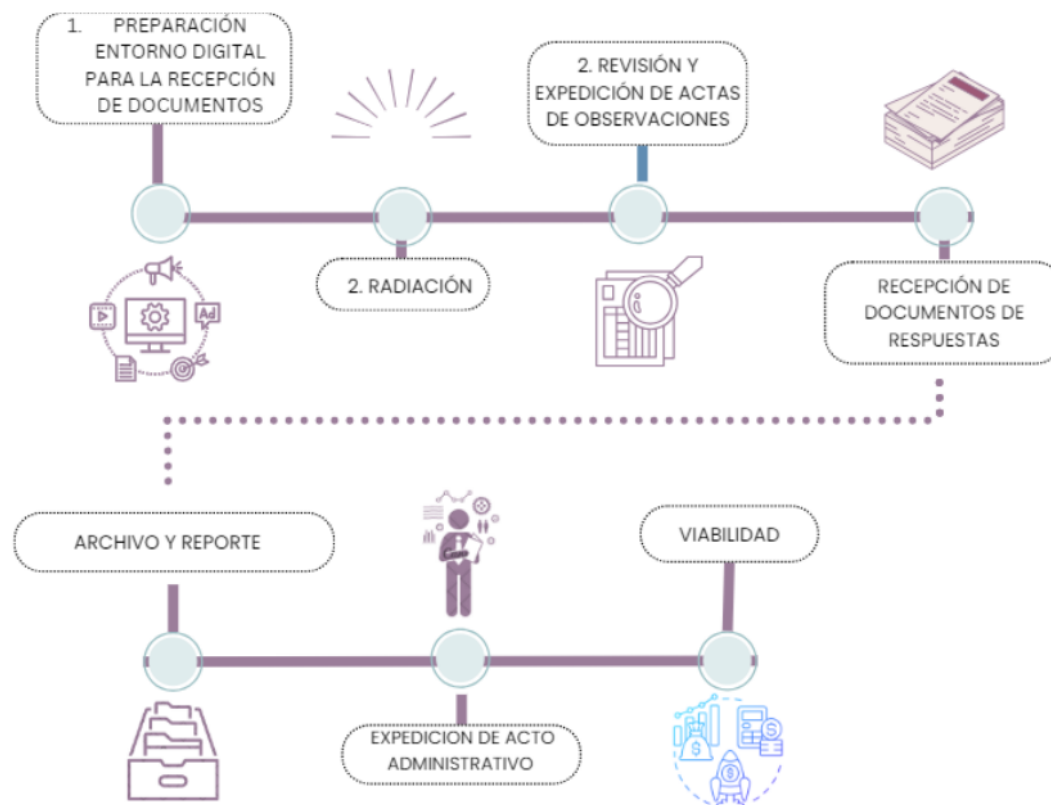 1. PREPARACIÓN
ENTORNO DIGITAL
PARA LA RECEPCIÓN
DE DOCUMENTOS
2. RADIACIÓN
2. REVISIÓN Y
EXPEDICIÓN DE ACTAS
DE OBSERVACIONES
RECEPCIÓN DE
DOCUMENTOS DE
RESPUESTAS
Ad
ARCHIVO Y REPORTE
EXPEDICION DE ACTO
ADMINISTRATIVO
VIABILIDAD